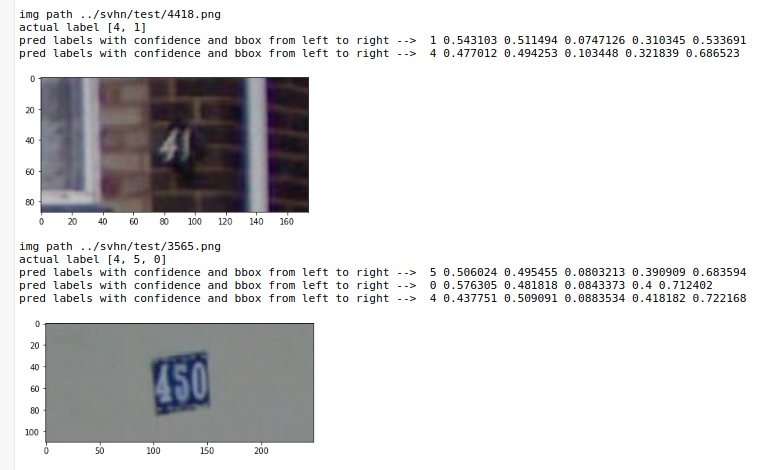 img path ../svhn/test/4418.png
actual label [4, 1]
pred labels with confidence and bbox from left to right --> 1 0.543103 0.511494 0.0747126 0.310345 0.533691
pred labels with confidence and bbox from left to right --> 4 0.477012 0.494253 0.103448 0.321839 0.686523
0
20
40
60
80
41
0 20 40 60 80 100 120 140 160
img path ../svhn/test/3565.png
actual label [4, 5, 0]
pred labels with confidence and bbox from left to right --> 5 0.506024 0.495455 0.0803213 0.390909 0.683594
pred labels with confidence and bbox from left to right --> 0 0.576305 0.481818 0.0843373 0.4 0.712402
pred labels with confidence and bbox from left to right --> 4 0.437751 0.509091 0.0883534 0.418182 0.722168
0
20
40
60
80
100
450
0 50 100 150 200